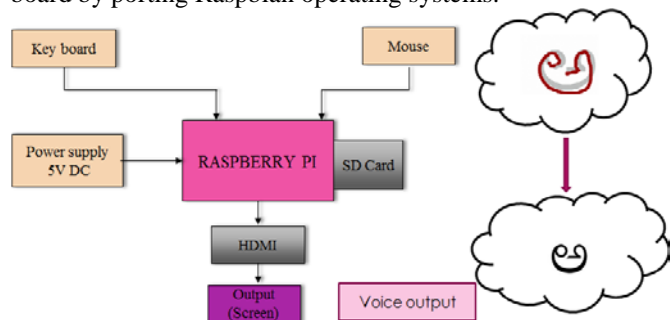 board by porting Raspbian operating systems.
Key board
Mouse
Power supply
5V DC
RASPBERRY PI
SD Card
HDMI
Output
(Screen)
Voice output